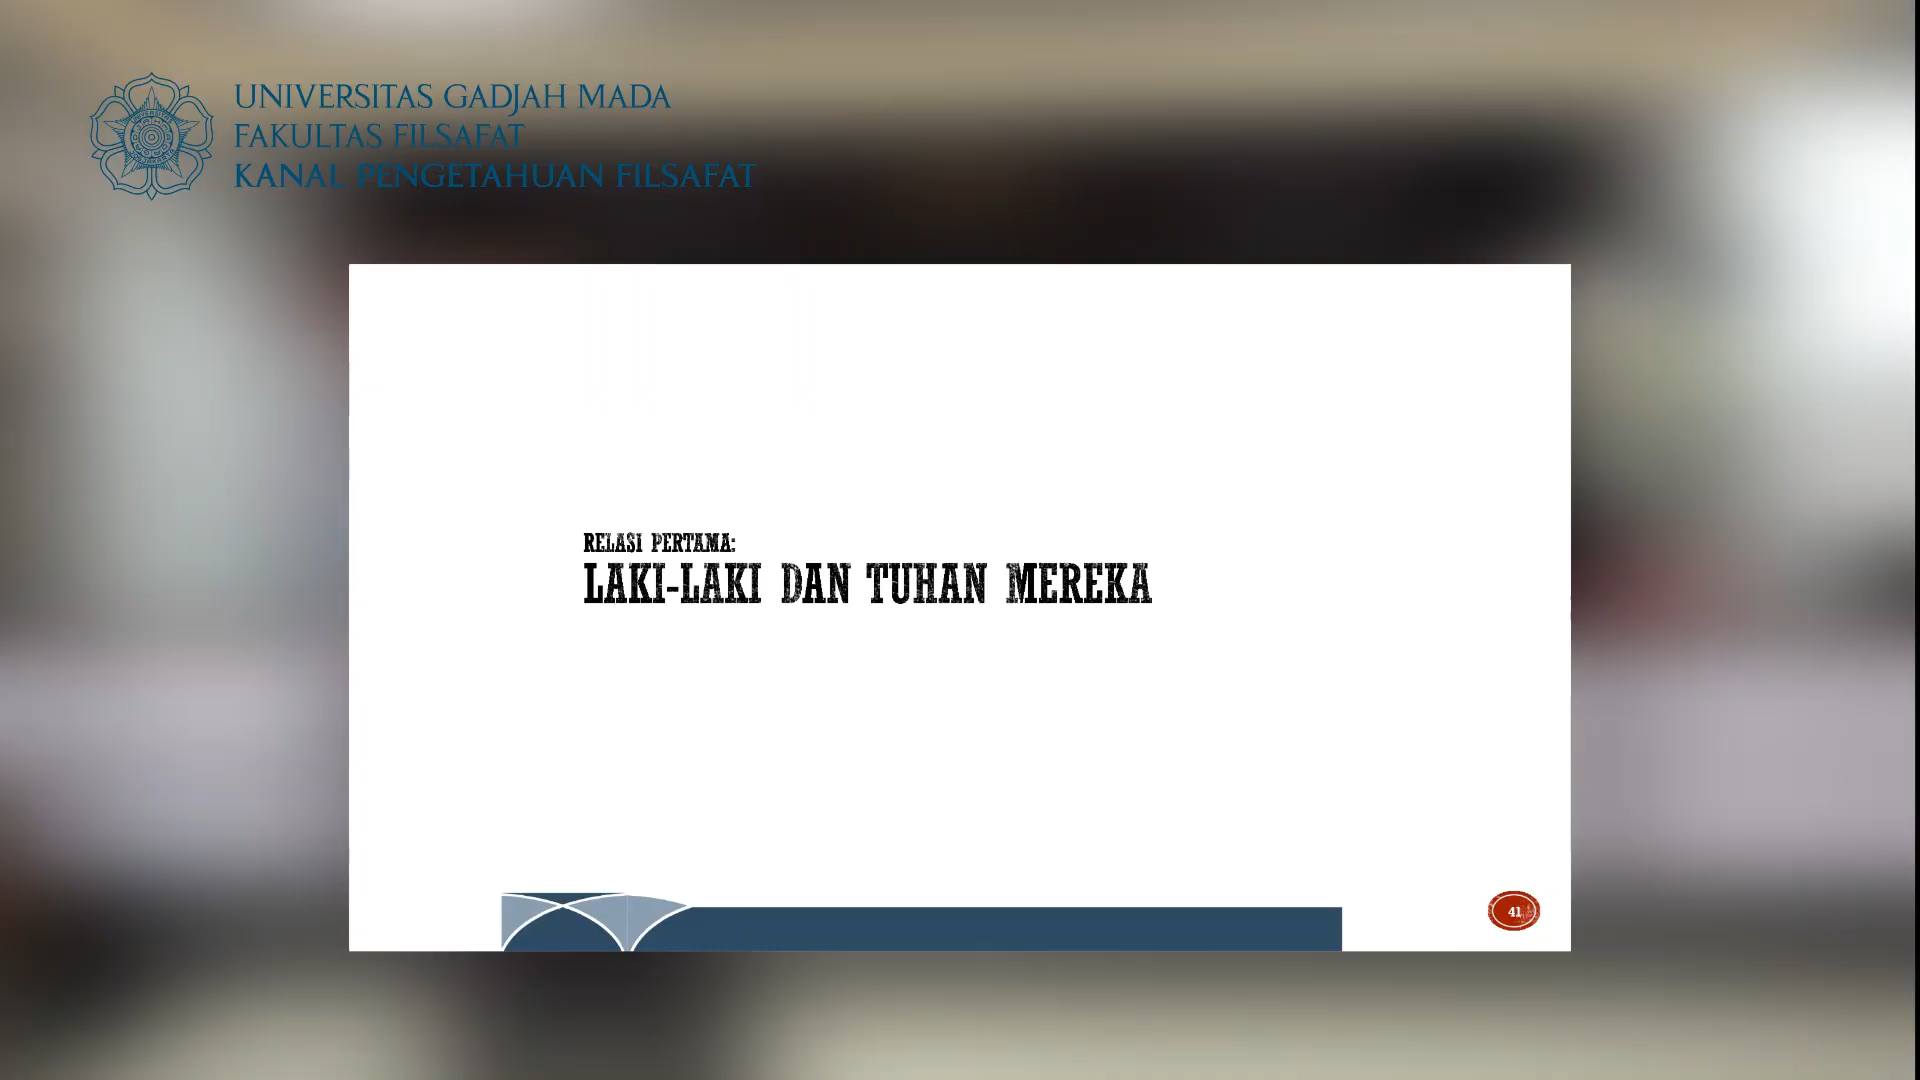 UNIVERSITAS GADJAH MADA
FAKULTAS FILSAFAT
KANAL PENGETAHUAN FILSAFAT
RELASI PERTAMA:
LAKI-LAKI DAN TUHAN MEREKA
41